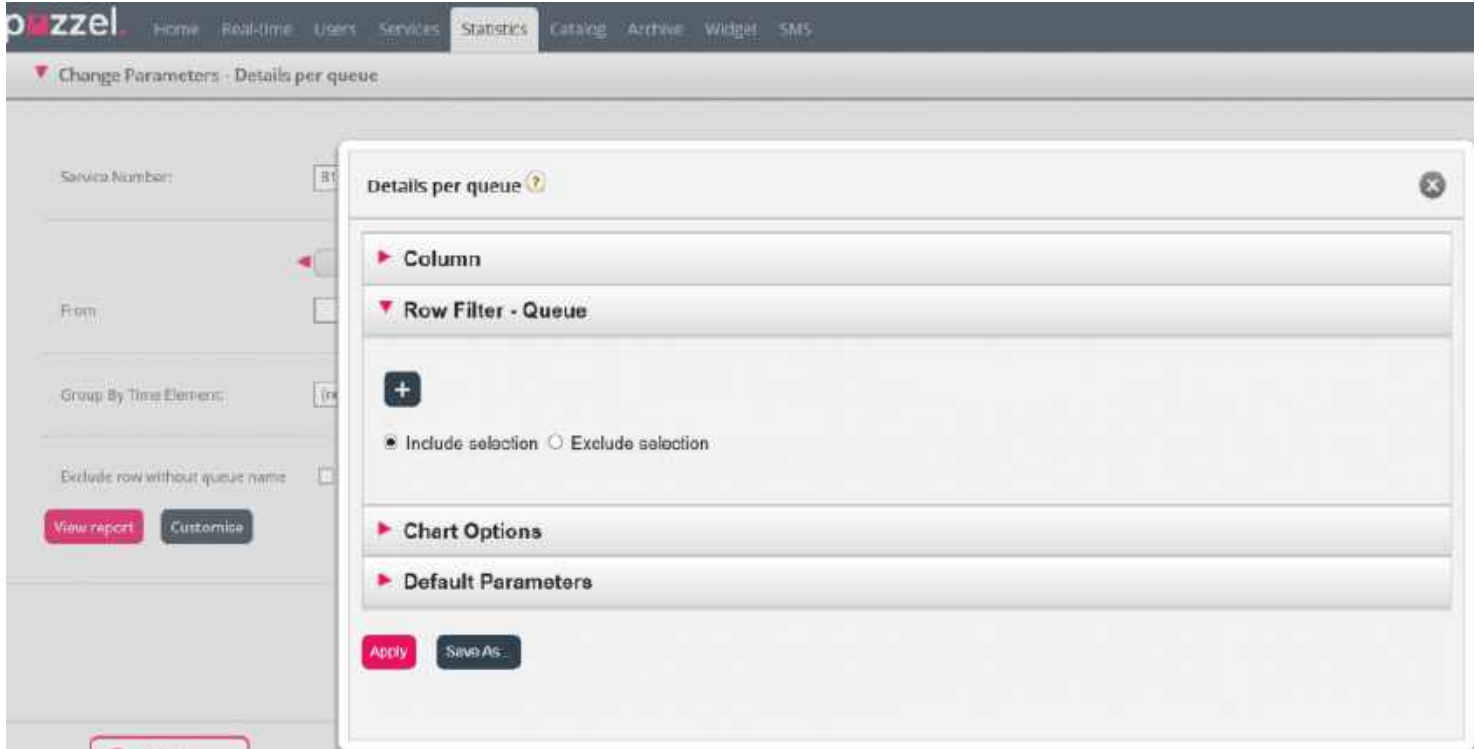 puzzel. Home Real-time Users Services Statistics Catalog Archive Widget SMS
Change Parameters - Details per queue
Service Number:
Details per queue ?
Column
Row Filter - Queue
From
+
Group By Time Element:
Include selection Exclude selection
Exclude row without queue name
View report Customise
Chart Options
Default Parameters
Apply Save As...